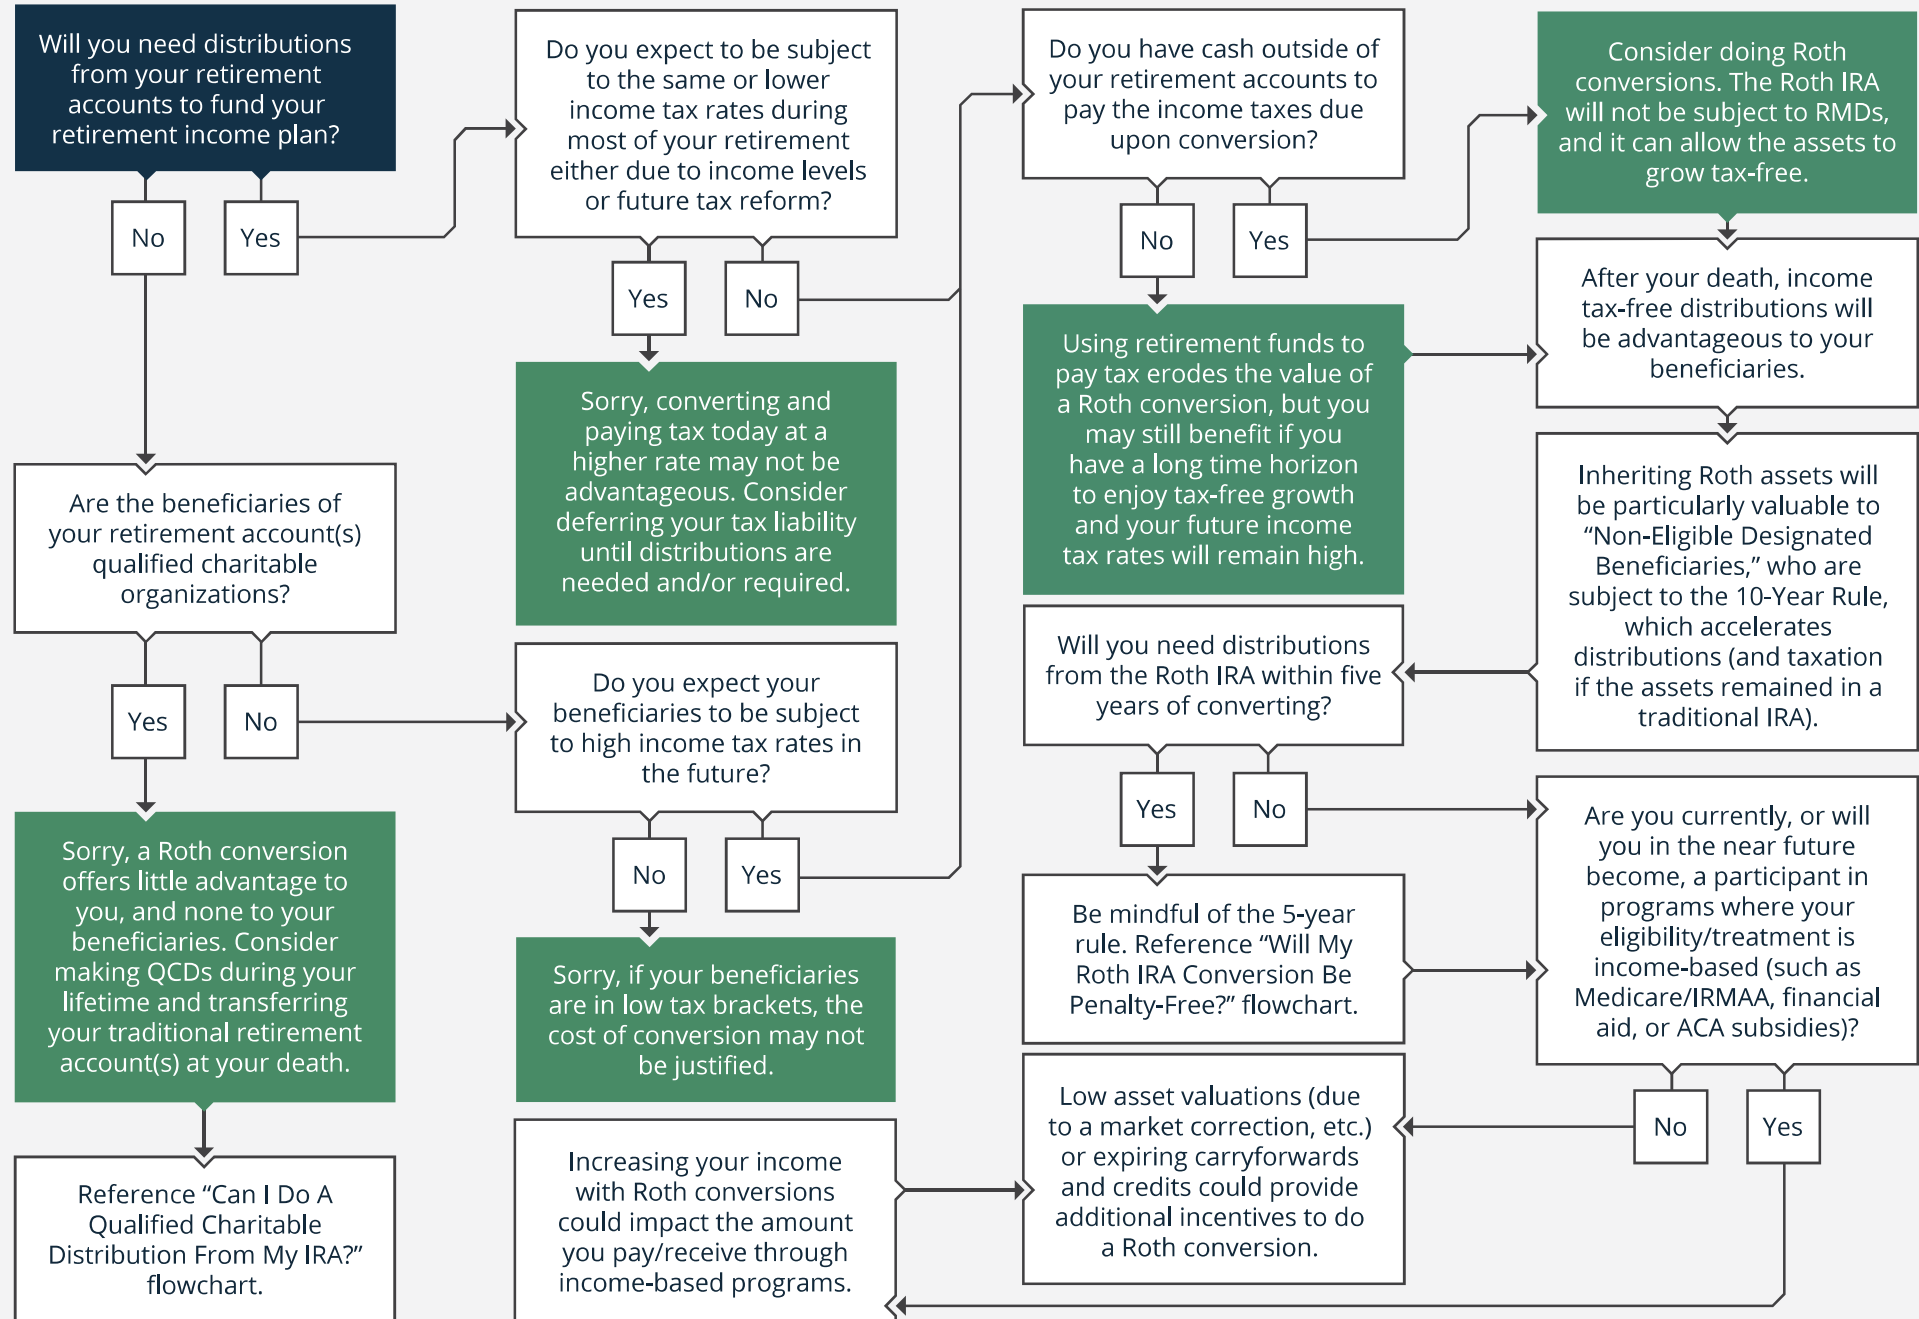 Will you need distributions
from your retirement
accounts to fund your
retirement income plan?
No
Yes
Are the beneficiaries of
your retirement account(s)
qualified charitable
organizations?
Yes
No
Sorry, a Roth conversion
offers little advantage to
you, and none to your
beneficiaries. Consider
making QCDs during your
lifetime and transferring
your traditional retirement
account(s) at your death.
Reference “Can I Do A
Qualified Charitable
Distribution From My IRA?”
flowchart.
Do you expect to be subject
to the same or lower
income tax rates during
most of your retirement
either due to income levels
or future tax reform?
Yes
No
Sorry, converting and
paying tax today at a
higher rate may not be
advantageous. Consider
deferring your tax liability
until distributions are
needed and/or required.
Do you expect your
beneficiaries to be subject
to high income tax rates in
the future?
No
Yes
Sorry, if your beneficiaries
are in low tax brackets, the
cost of conversion may not
be justified.
Increasing your income
with Roth conversions
could impact the amount
you pay/receive through
income-based programs.
Do you have cash outside of
your retirement accounts to
pay the income taxes due
upon conversion?
No
Yes
Using retirement funds to
pay tax erodes the value of
a Roth conversion, but you
may still benefit if you
have a long time horizon
to enjoy tax-free growth
and your future income
tax rates will remain high.
Will you need distributions
from the Roth IRA within five
years of converting?
Yes
No
Be mindful of the 5-year
rule. Reference “Will My
Roth IRA Conversion Be
Penalty-Free?” flowchart.
Low asset valuations (due
to a market correction, etc.)
or expiring carryforwards
and credits could provide
additional incentives to do
a Roth conversion.
Consider doing Roth
conversions. The Roth IRA
will not be subject to RMDs,
and it can allow the assets to
grow tax-free.
After your death, income
tax-free distributions will
be advantageous to your
beneficiaries.
Inheriting Roth assets will
be particularly valuable to
“Non-Eligible Designated
Beneficiaries,” who are
subject to the 10-Year Rule,
which accelerates
distributions (and taxation
if the assets remained in a
traditional IRA).
Are you currently, or will
you in the near future
become, a participant in
programs where your
eligibility/treatment is
income-based (such as
Medicare/IRMAA, financial
aid, or ACA subsidies)?
No
Yes